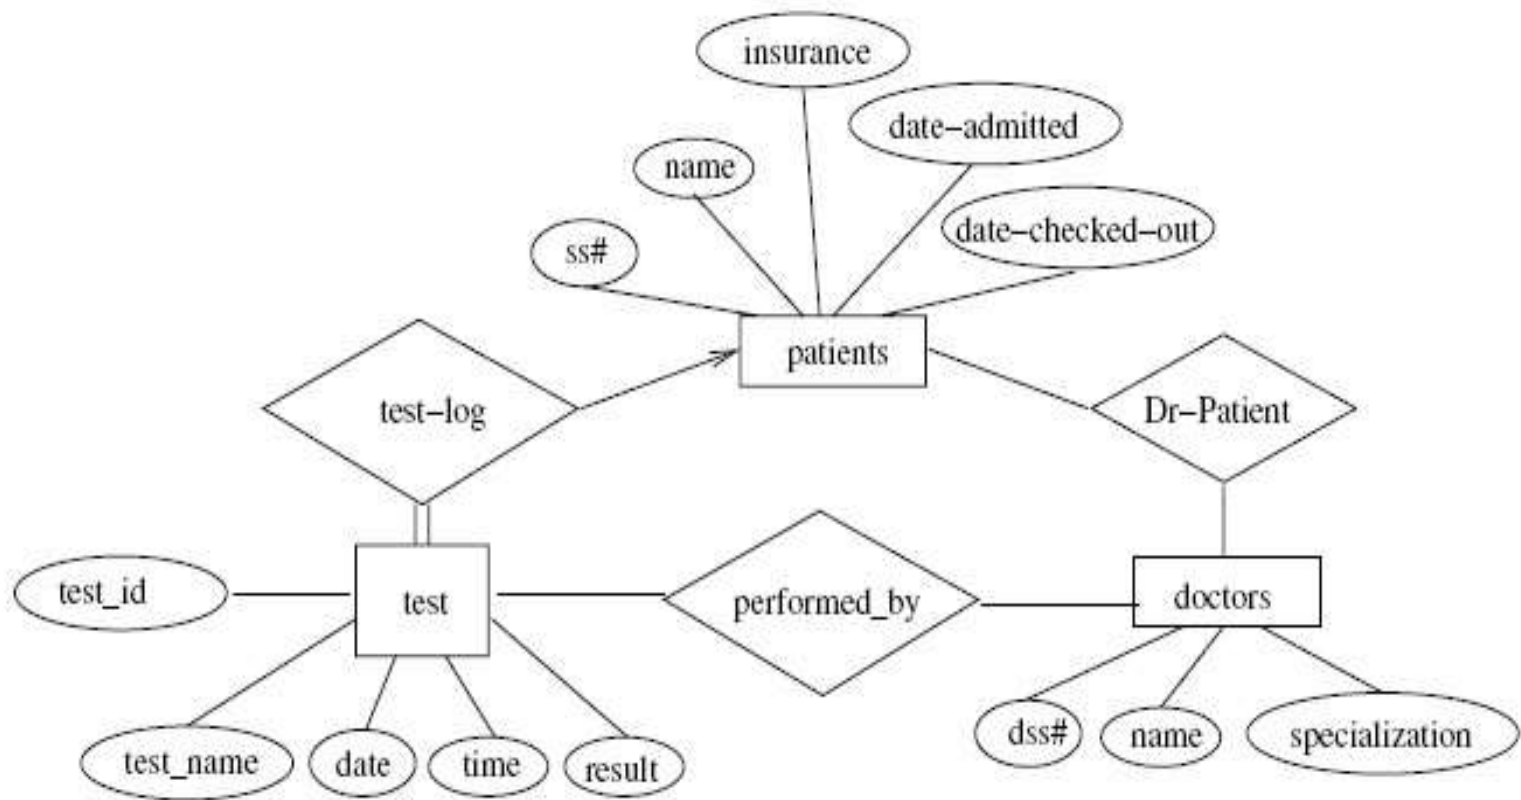 insurance
date-admitted
name
date-checked-out
ss#
patients
test-log
Dr-Patient
test_id
test
performed_by
doctors
test_name
date
time
result
dss#
name
specialization